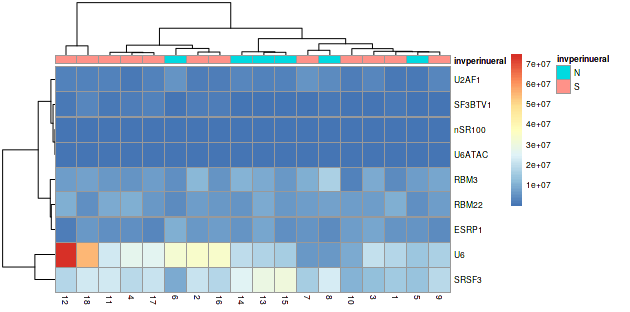 invperinueral
invperinueral
N
S
7e+07
6e+07
5e+07
4e+07
3e+07
2e+07
1e+07
U2AF1
SF3BTV1
nSR100
U6ATAC
RBM3
RBM22
ESRP1
U6
SRSF3
12 18 11 4 17 6 2 16 14 13 15 7 8 10 3 1 5 9